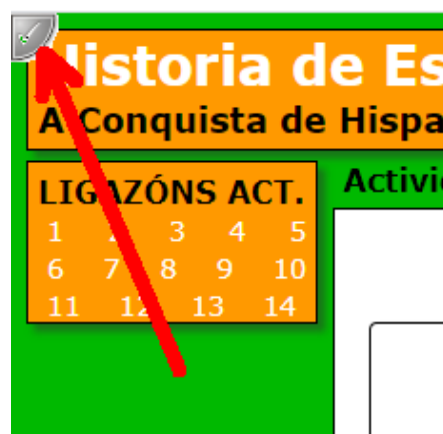 Historia de Es
A Conquista de Hispa
LIGAZÓNS ACT.
1 2 3 4 5
6 7 8 9 10
11 12 13 14
Activi